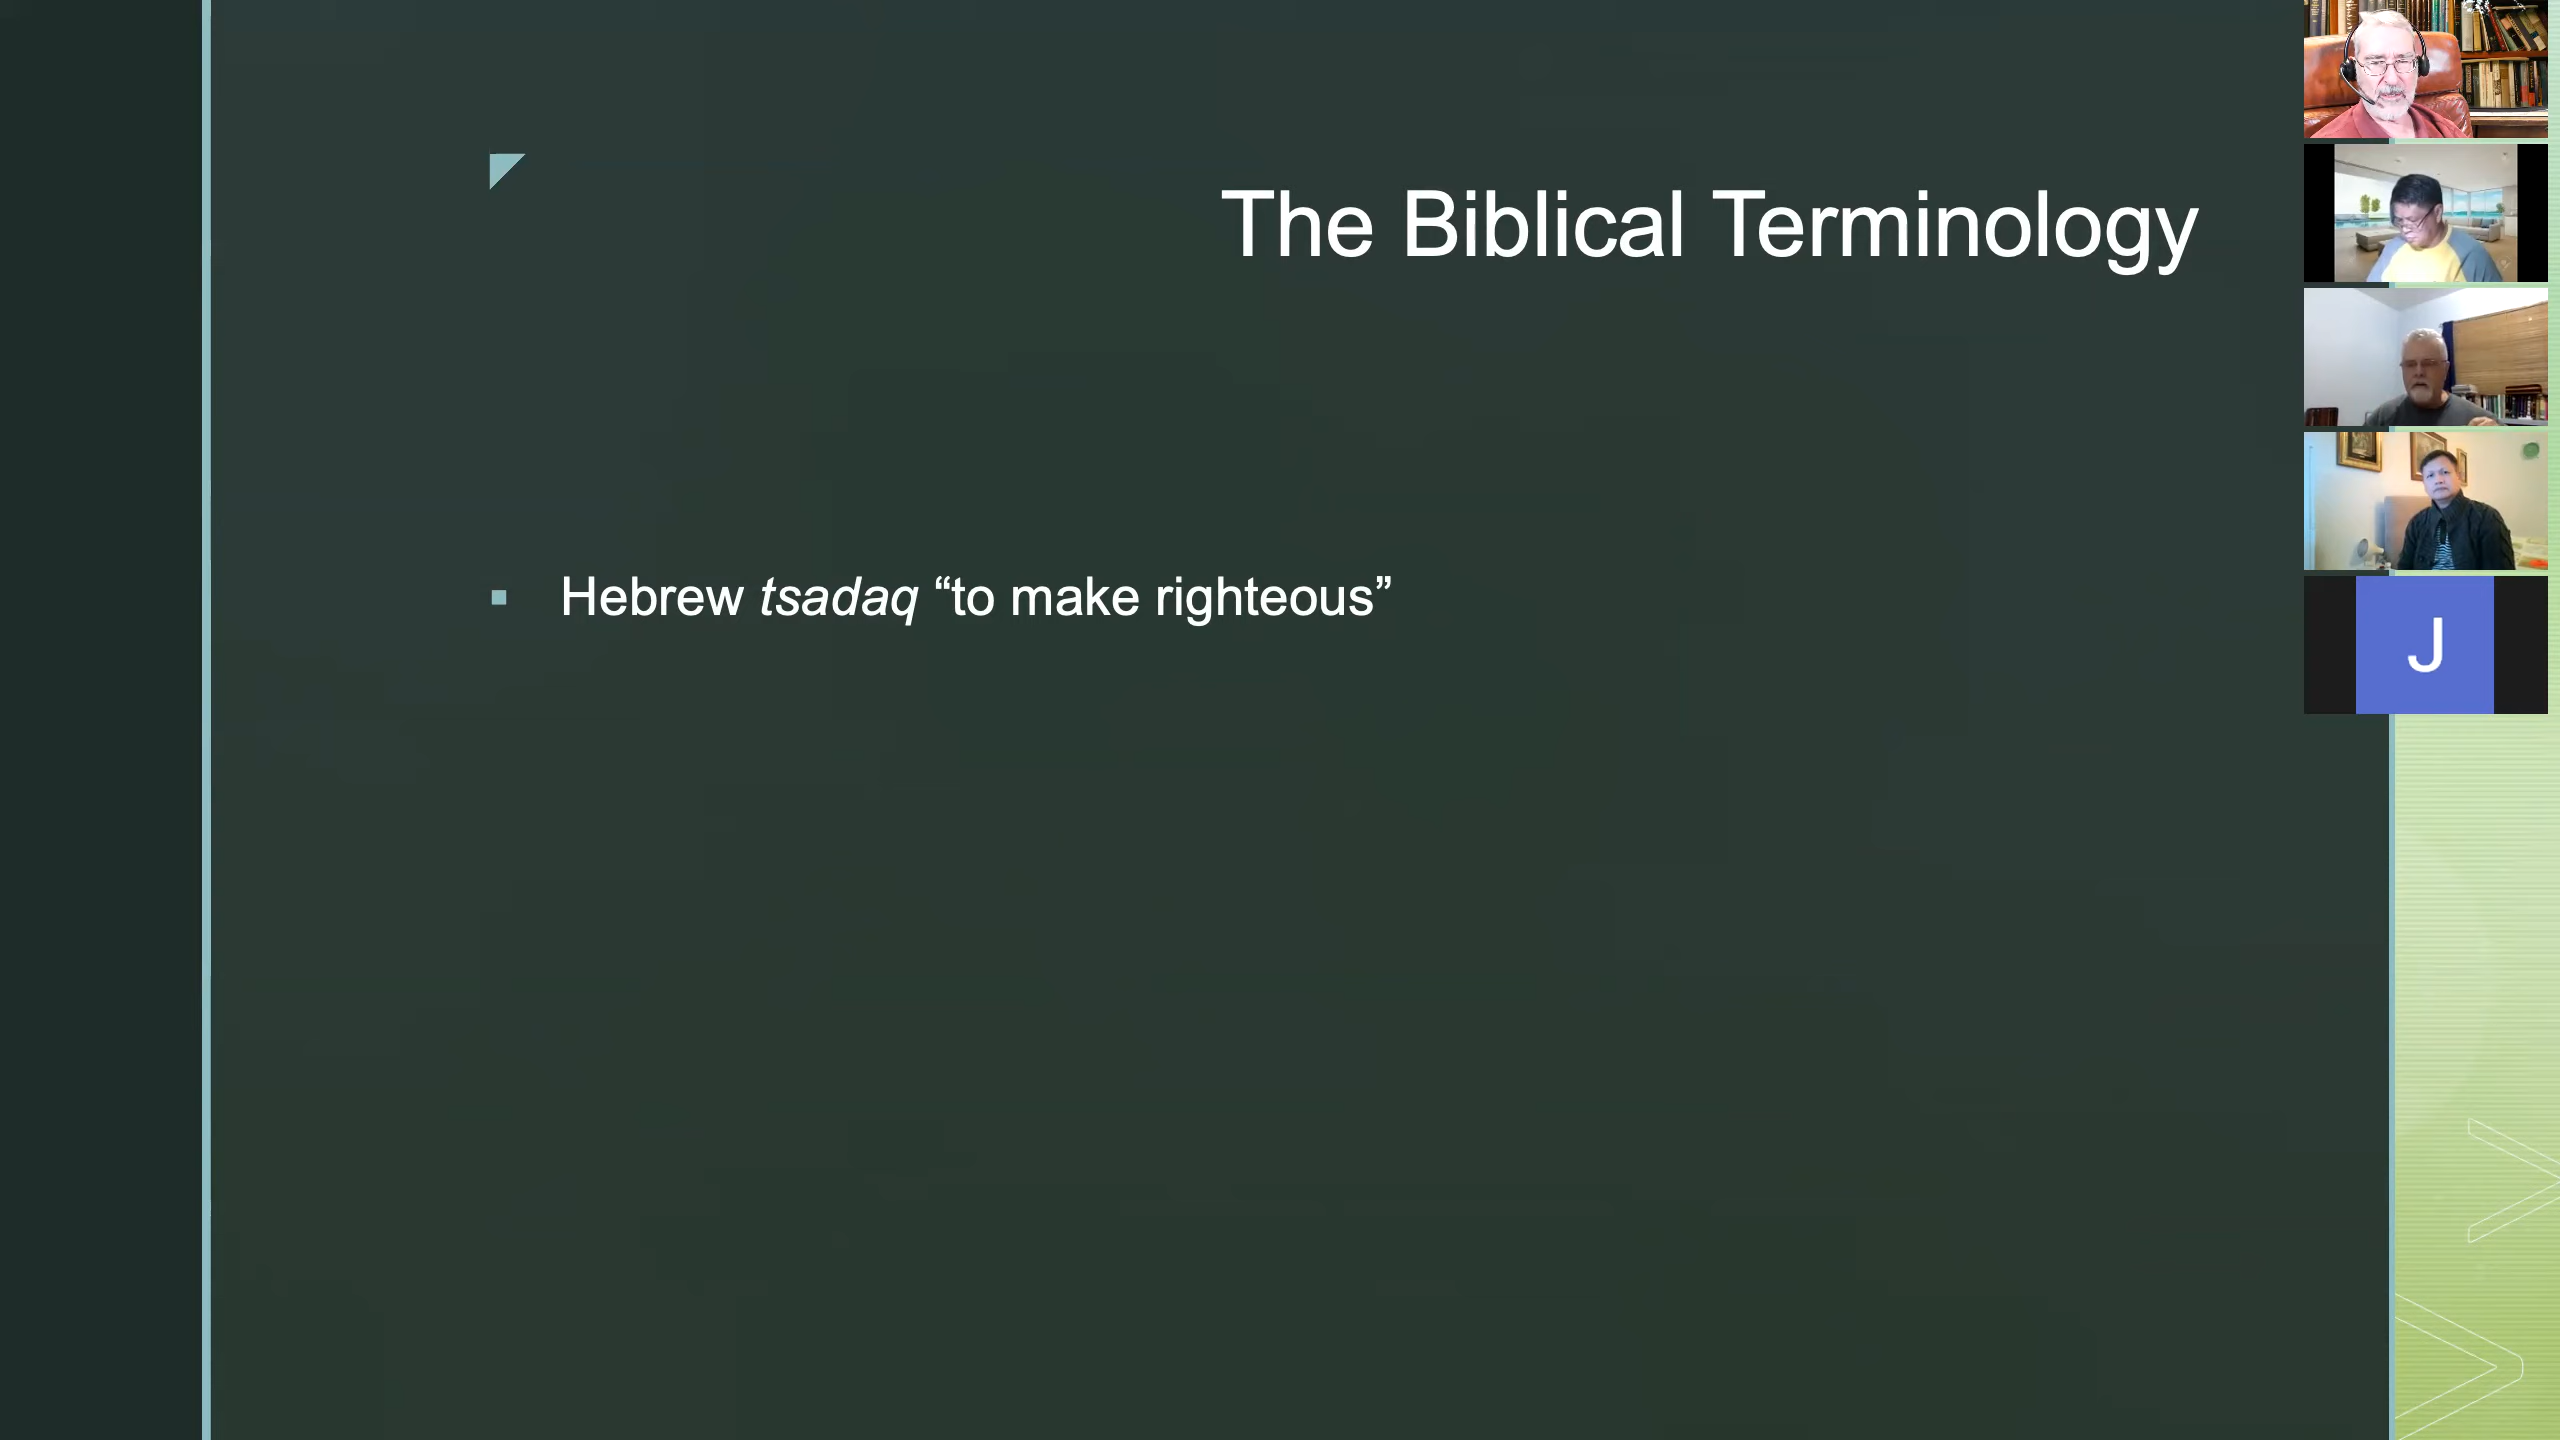 The Biblical Terminology
Hebrew tsadaq “to make righteous”
J